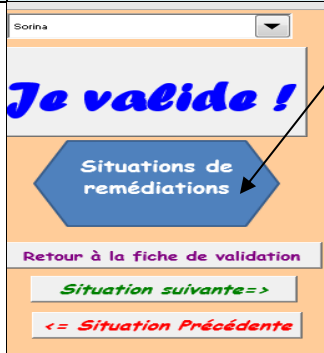 Sorina
Je valide !
Situations de
remédiations
Retour à la fiche de validation
Situation suivante=>
<= Situation Précédente